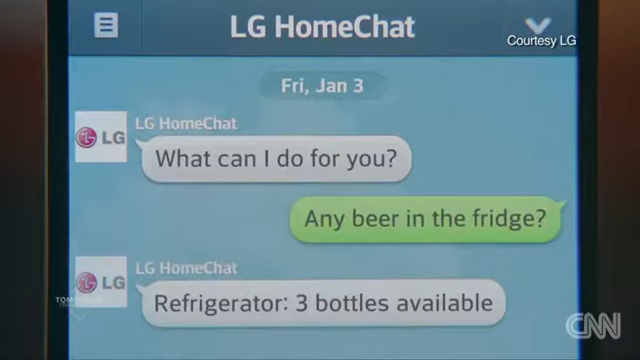 LG HomeChat
Courtesy LG
Fri, Jan 3
LG
LG HomeChat
What can I do for you?
Any beer in the fridge?
LG
LG HomeChat
Refrigerator: 3 bottles available
CNN